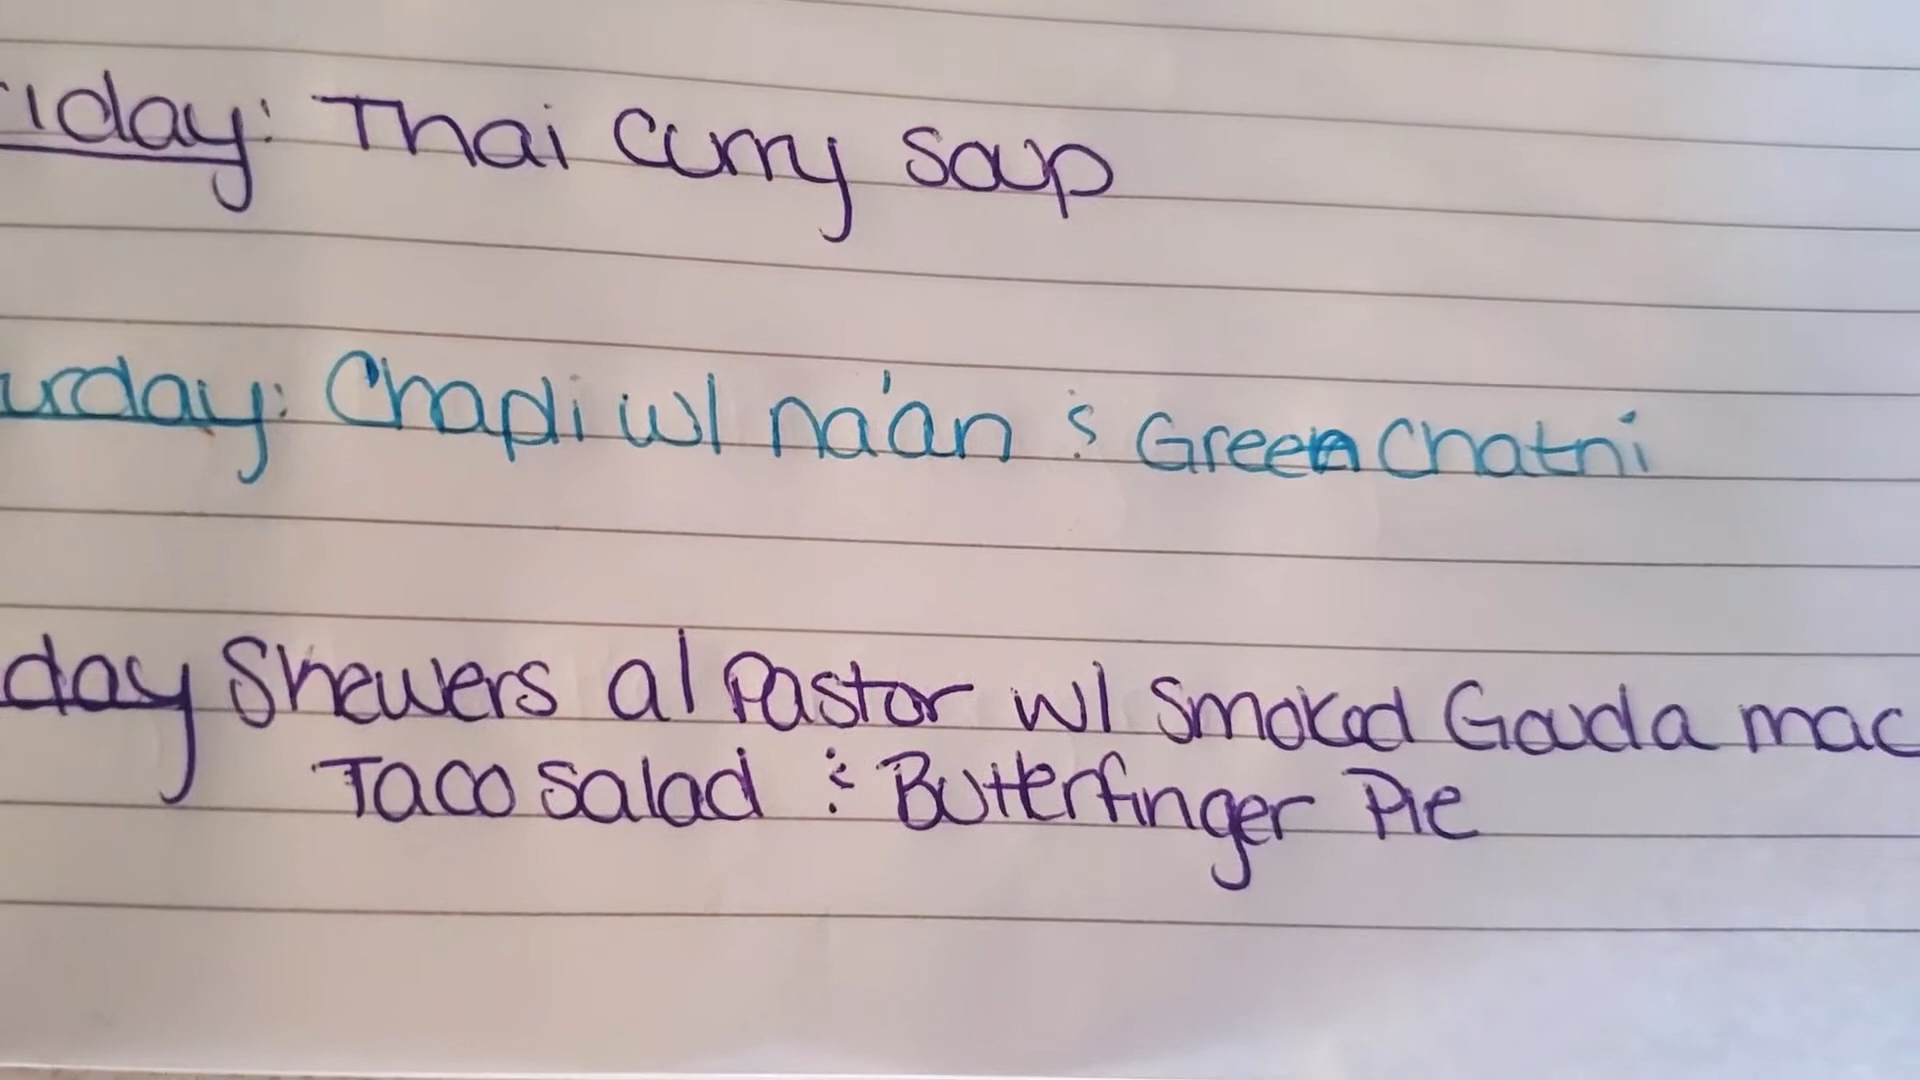 riday: Thai Curry Soup
urday: Chapli w/ na'an & Green Chatni
day Skewers al Pastor w/ Smoked Gouda mac
Taco Salad & Butterfinger Pie